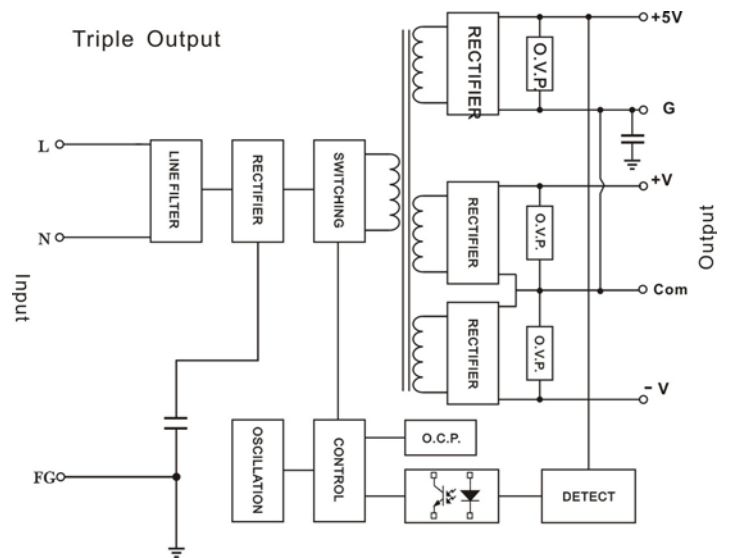 Triple Output
+5V
RECTIFIER
O.V.P.
G
L
LINE FILTER
RECTIFIER
SWITCHING
+V
RECTIFIER
O.V.P.
Output
N
Input
Com
RECTIFIER
O.V.P.
- V
OSCILLATION
CONTROL
O.C.P.
FG
DETECT